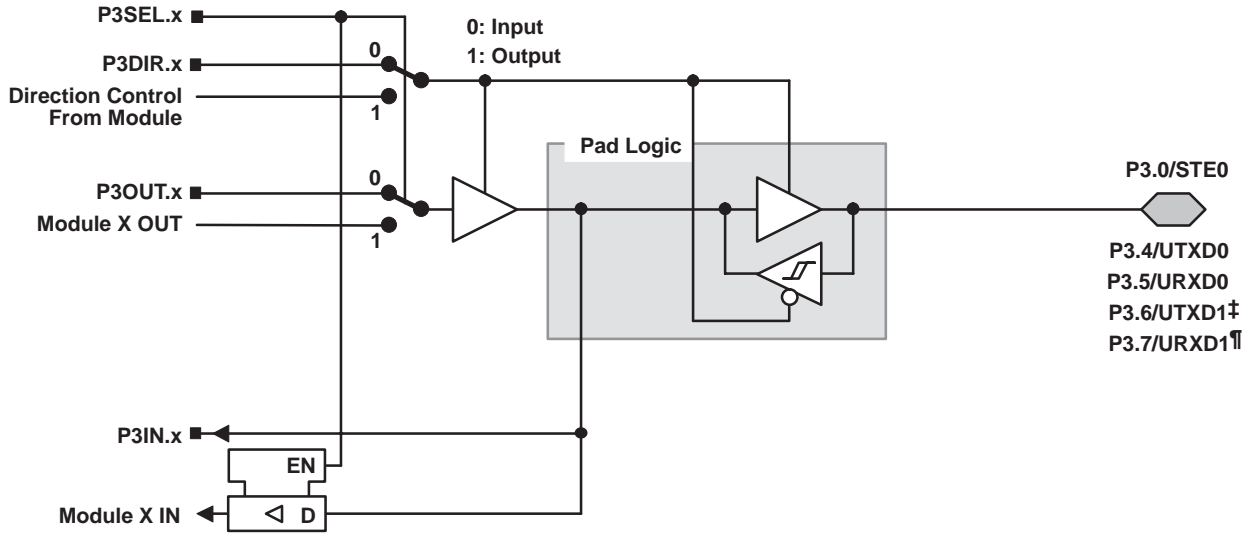 P3SEL.x
0: Input
1: Output
0
P3DIR.x
Direction Control
From Module
1
Pad Logic
P3.0/STE0
0
P3OUT.x
Module X OUT
1
P3.4/UTXD0
P3.5/URXD0
P3.6/UTXD1‡
P3.7/URXD1¶
P3IN.x
EN
Module X IN
D